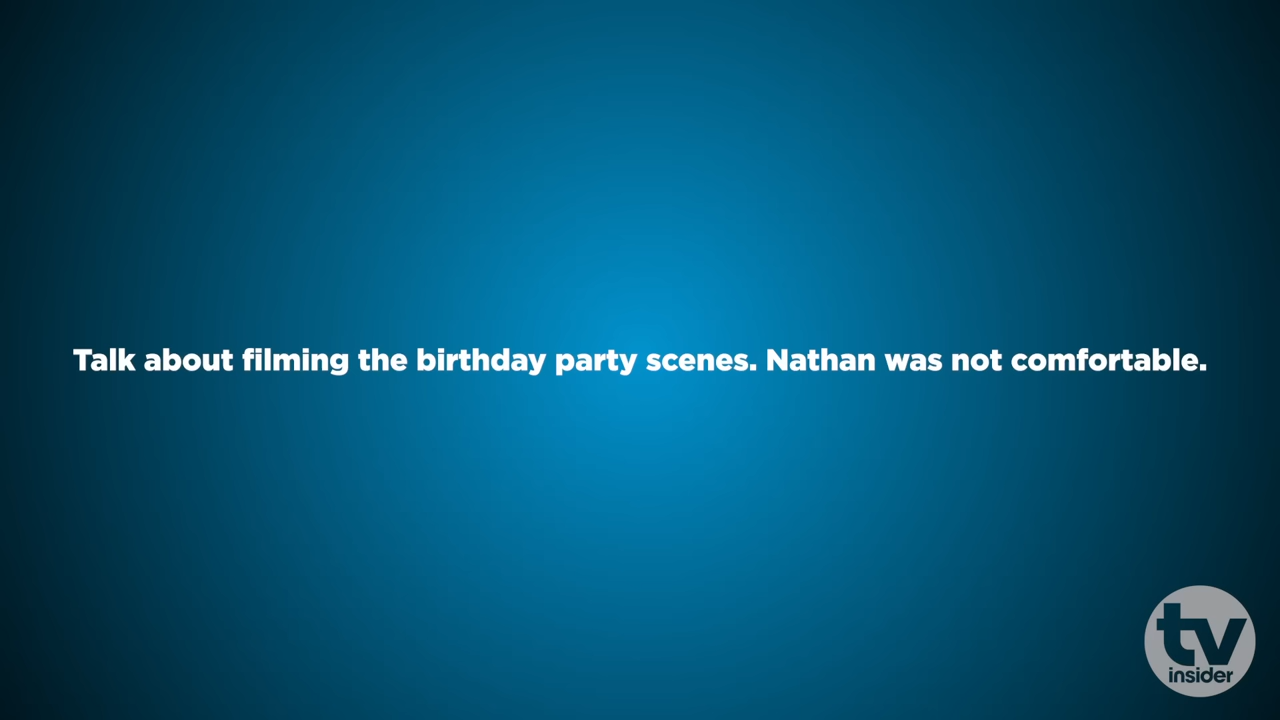 Talk about filming the birthday party scenes. Nathan was not comfortable.
tv
insider